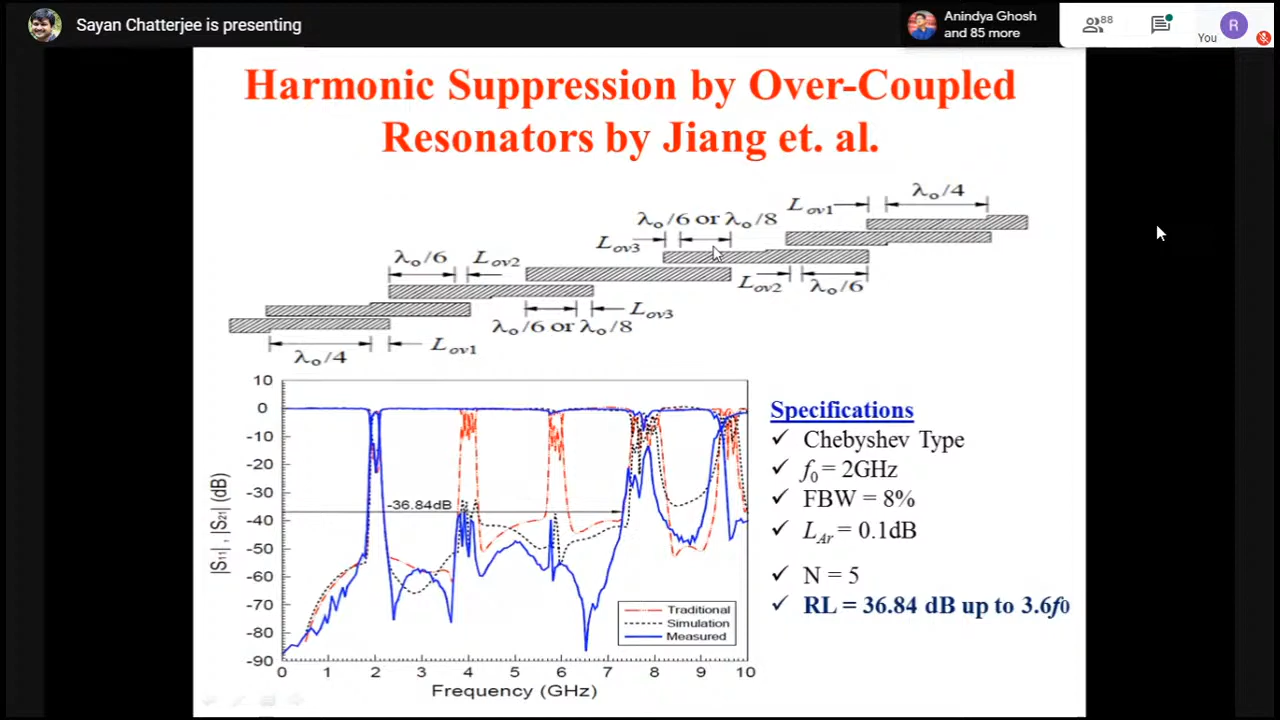 Sayan Chatterjee is presenting
Anindya Ghosh
and 85 more
88
You
R
Harmonic Suppression by Over-Coupled
Resonators by Jiang et. al.
λo/4
Lov1
λo/6 or λo/8
Lov3
λo/6
Lov2
Lov2
λo/6
Lov3
λo/6 or λo/8
λo/4
Lov1
10
0
-10
-20
-30
-40
-50
-60
-70
-80
-90
|S11| , |S21| (dB)
-36.84dB
Traditional
Simulation
Measured
0 1 2 3 4 5 6 7 8 9 10
Frequency (GHz)
Specifications
✓ Chebyshev Type
✓ f0 = 2GHz
✓ FBW = 8%
✓ LAr = 0.1dB
✓ N = 5
✓ RL = 36.84 dB up to 3.6f0